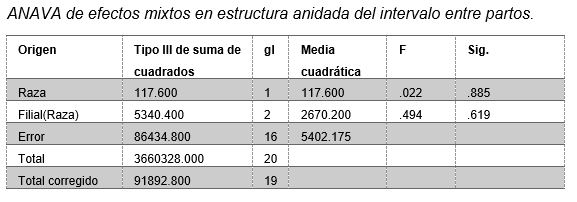 ANAVA de efectos mixtos en estructura anidada del intervalo entre partos.
Origen Tipo III de suma de cuadrados gl Media cuadrática F Sig.
Raza 117.600 1 117.600 .022 .885
Filial(Raza) 5340.400 2 2670.200 .494 .619
Error 86434.800 16 5402.175
Total 3660328.000 20
Total corregido 91892.800 19